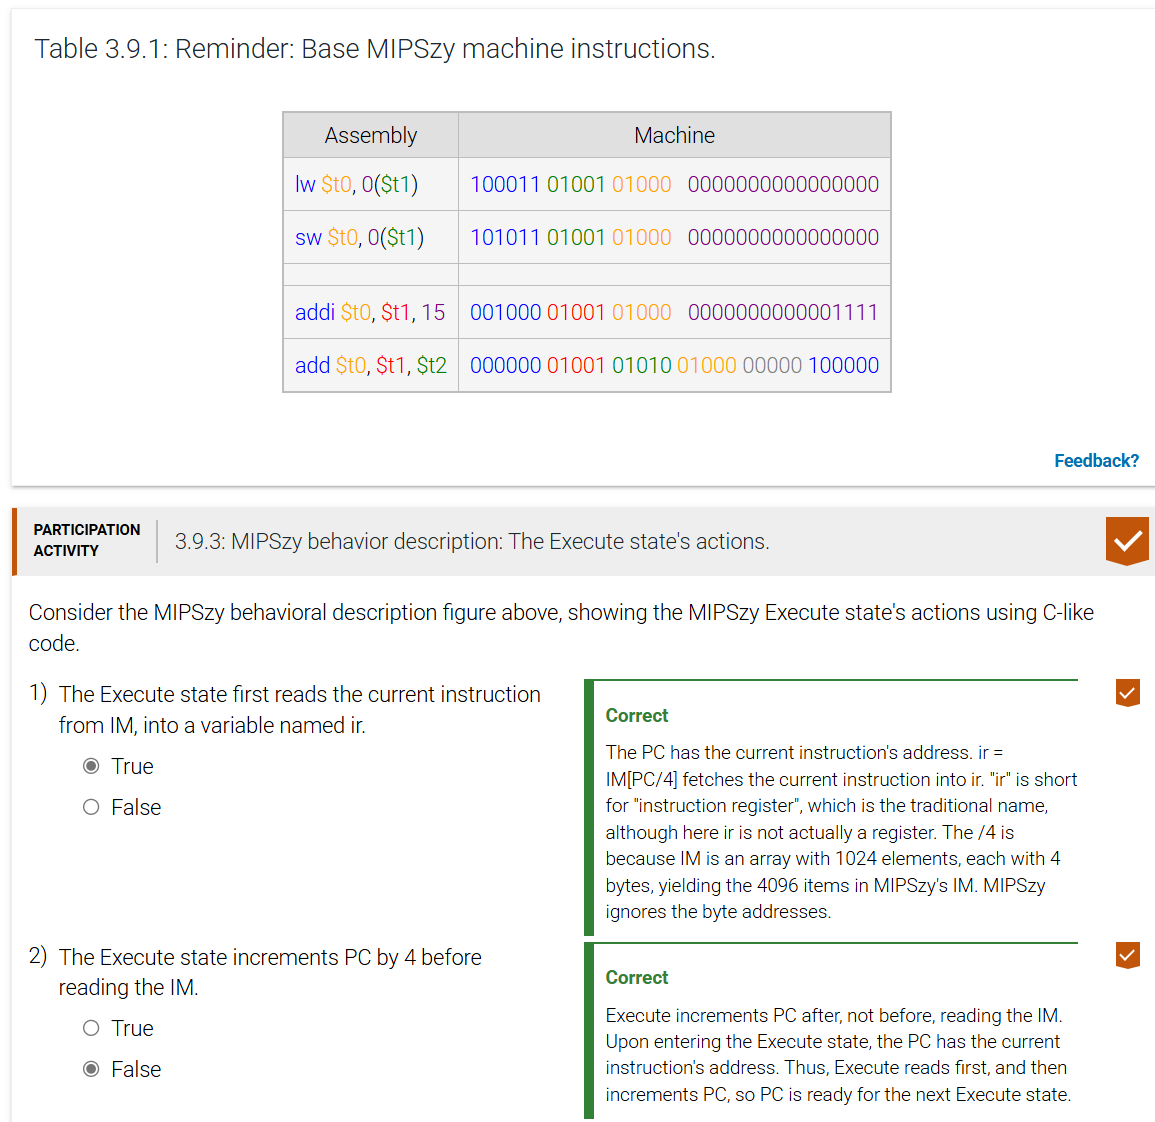 Table 3.9.1: Reminder: Base MIPSzy machine instructions.
Assembly Machine
lw $t0, 0($t1) 100011 01001 01000 0000000000000000
sw $t0, 0($t1) 101011 01001 01000 0000000000000000
addi $t0, $t1, 15 001000 01001 01000 0000000000001111
add $t0, $t1, $t2 000000 01001 01010 01000 00000 100000
Feedback?
PARTICIPATION
ACTIVITY
3.9.3: MIPSzy behavior description: The Execute state's actions.
Consider the MIPSzy behavioral description figure above, showing the MIPSzy Execute state's actions using C-like
code.
1) The Execute state first reads the current instruction
from IM, into a variable named ir.
True
False
Correct
The PC has the current instruction's address. ir =
IM[PC/4] fetches the current instruction into ir. "ir" is short
for "instruction register", which is the traditional name,
although here ir is not actually a register. The /4 is
because IM is an array with 1024 elements, each with 4
bytes, yielding the 4096 items in MIPSzy's IM. MIPSzy
ignores the byte addresses.
2) The Execute state increments PC by 4 before
reading the IM.
True
False
Correct
Execute increments PC after, not before, reading the IM.
Upon entering the Execute state, the PC has the current
instruction's address. Thus, Execute reads first, and then
increments PC, so PC is ready for the next Execute state.